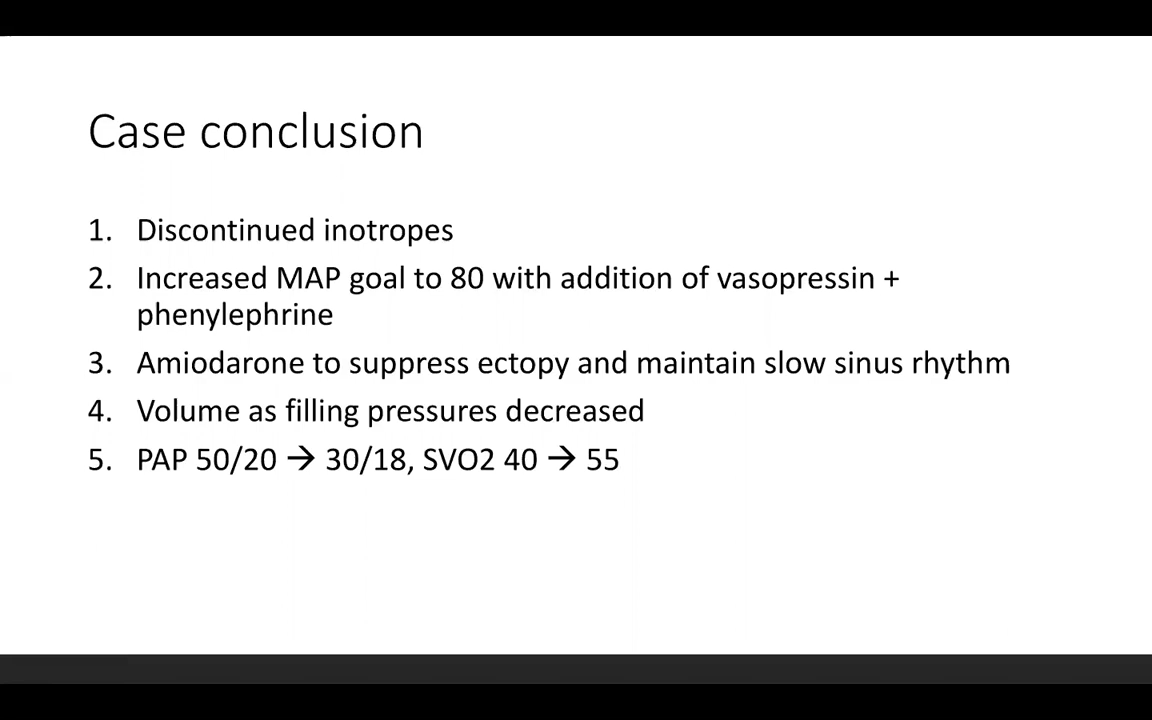 Case conclusion
1. Discontinued inotropes
2. Increased MAP goal to 80 with addition of vasopressin +
phenylephrine
3. Amiodarone to suppress ectopy and maintain slow sinus rhythm
4. Volume as filling pressures decreased
5. PAP 50/20 → 30/18, SVO2 40 → 55